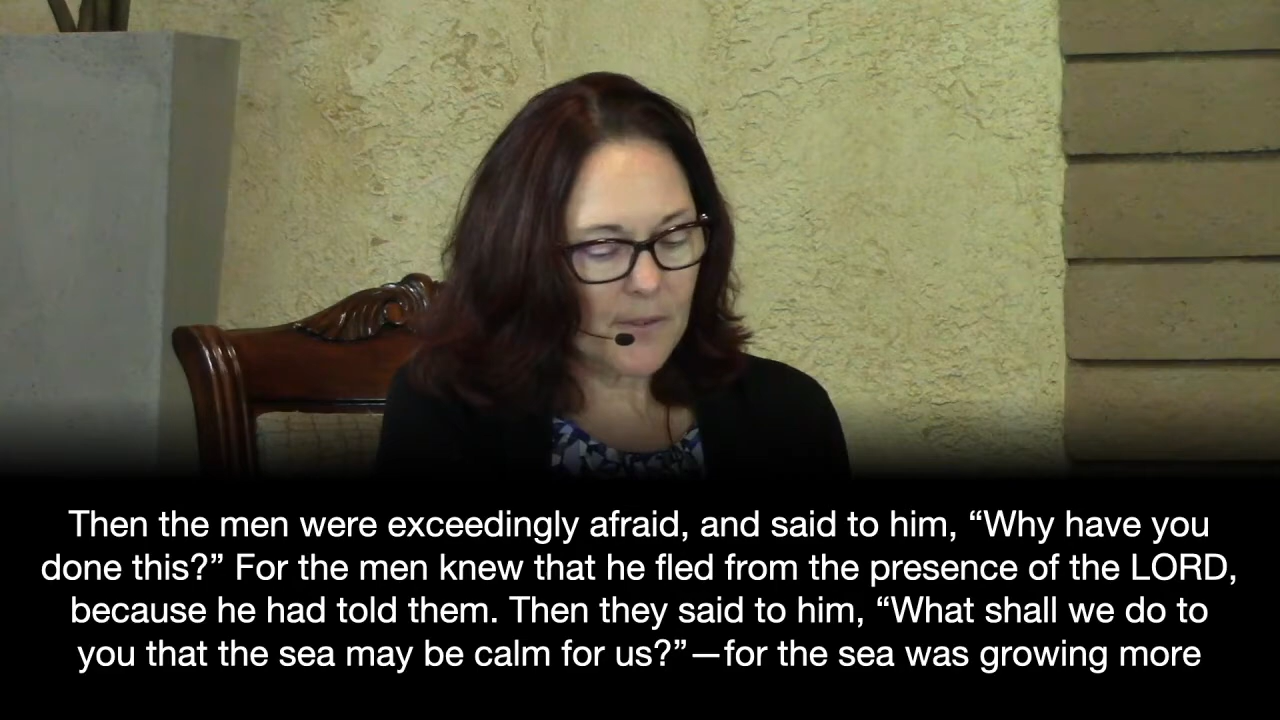 Then the men were exceedingly afraid, and said to him, “Why have you
done this?” For the men knew that he fled from the presence of the LORD,
because he had told them. Then they said to him, “What shall we do to
you that the sea may be calm for us?”—for the sea was growing more